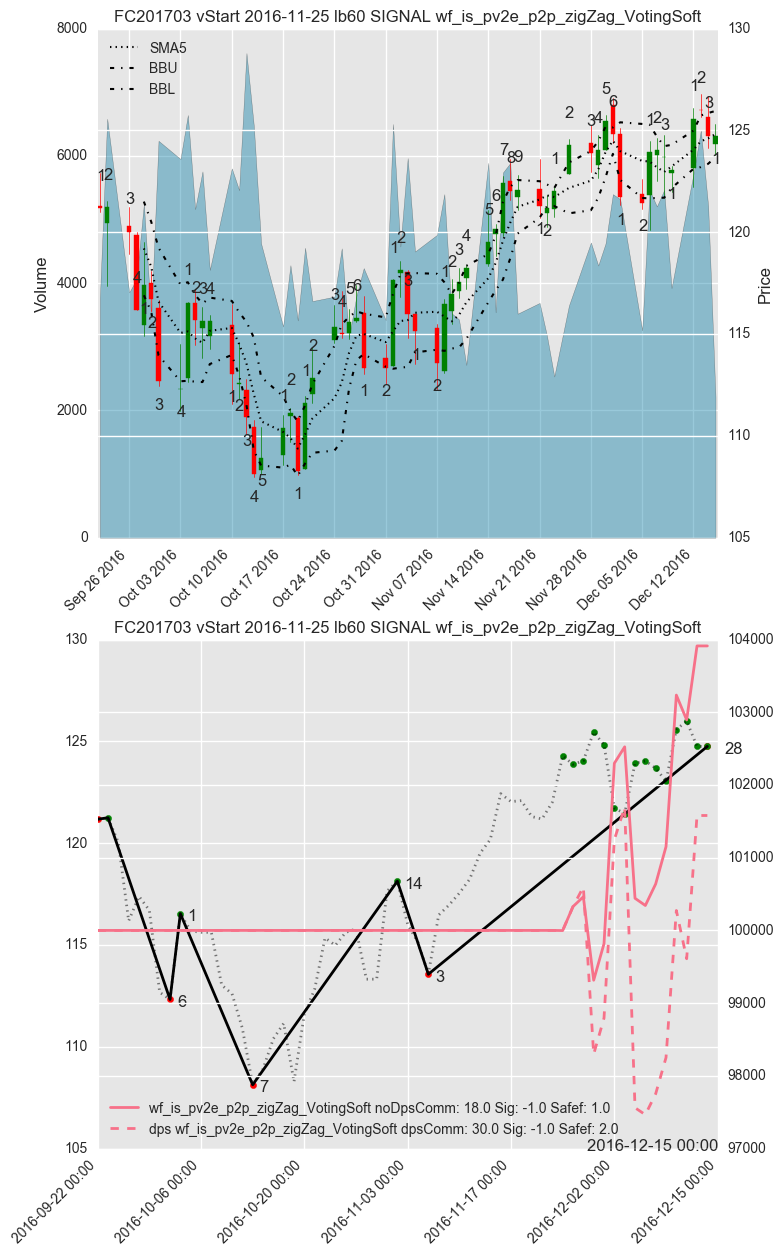 FC201703 vStart 2016-11-25 lb60 SIGNAL wf_is_pv2e_p2p_zigZag_VotingSoft
8000
6000
4000
2000
0
Volume
130
125
120
115
110
105
Price
SMA5
BBU
BBL
Sep 26 2016
Oct 03 2016
Oct 10 2016
Oct 17 2016
Oct 24 2016
Oct 31 2016
Nov 07 2016
Nov 14 2016
Nov 21 2016
Nov 28 2016
Dec 05 2016
Dec 12 2016
FC201703 vStart 2016-11-25 lb60 SIGNAL wf_is_pv2e_p2p_zigZag_VotingSoft
130
125
120
115
110
105
104000
103000
102000
101000
100000
99000
98000
97000
28
14
1
3
6
7
wf_is_pv2e_p2p_zigZag_VotingSoft noDpsComm: 18.0 Sig: -1.0 Safef: 1.0
dps wf_is_pv2e_p2p_zigZag_VotingSoft dpsComm: 30.0 Sig: -1.0 Safef: 2.0
2016-12-15 00:00
2016-09-22 00:00
2016-10-06 00:00
2016-10-20 00:00
2016-11-03 00:00
2016-11-17 00:00
2016-12-02 00:00
2016-12-15 00:00